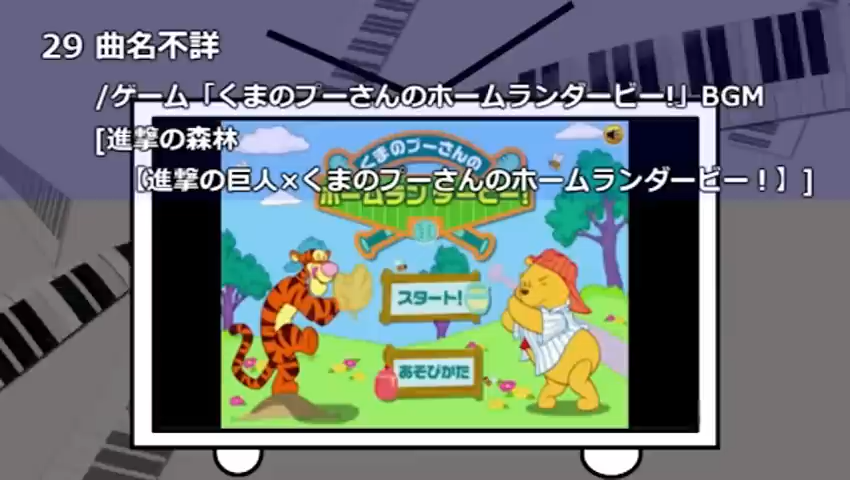 29 曲名不詳
/ゲーム「くまのプーさんのホームランダービー!」BGM
[進撃の森林
【進撃の巨人×くまのプーさんのホームランダービー！】]
くまのプーさんの
ホームランダービー!
スタート!
あそびかた